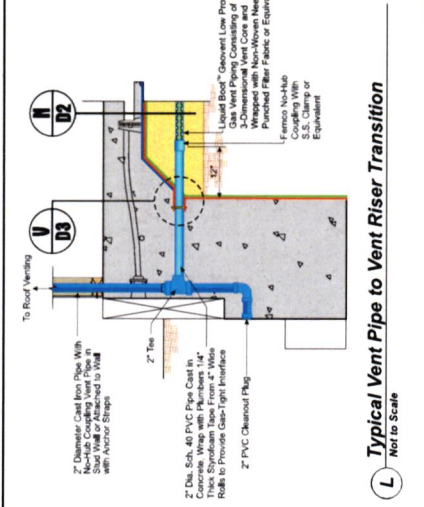 To Roof Venting
2" Diameter Cast Iron Pipe With
No-Hub Coupling Vent Pipe in
Stud Wall or Attached to Wall
with Anchor Straps
V
D3
N
D2
2" Tee
2" Dia. Sch. 40 PVC Pipe Cast in
Concrete. Wrap with Plumbers 1/4"
Thick Styrofoam Tape From 4" Wide
Rolls to Provide Gas-Tight Interface
2" PVC Cleanout Plug
12"
Liquid Boot™ Geovent Low Pro
Gas Vent Piping Consisting of
3-Dimensional Vent Core and
Wrapped with Non-Woven Nee
Punched Filter Fabric or Equiva
Fernco No-Hub
Coupling With
S.S. Clamp or
Equivalent
L
Typical Vent Pipe to Vent Riser Transition
Not to Scale